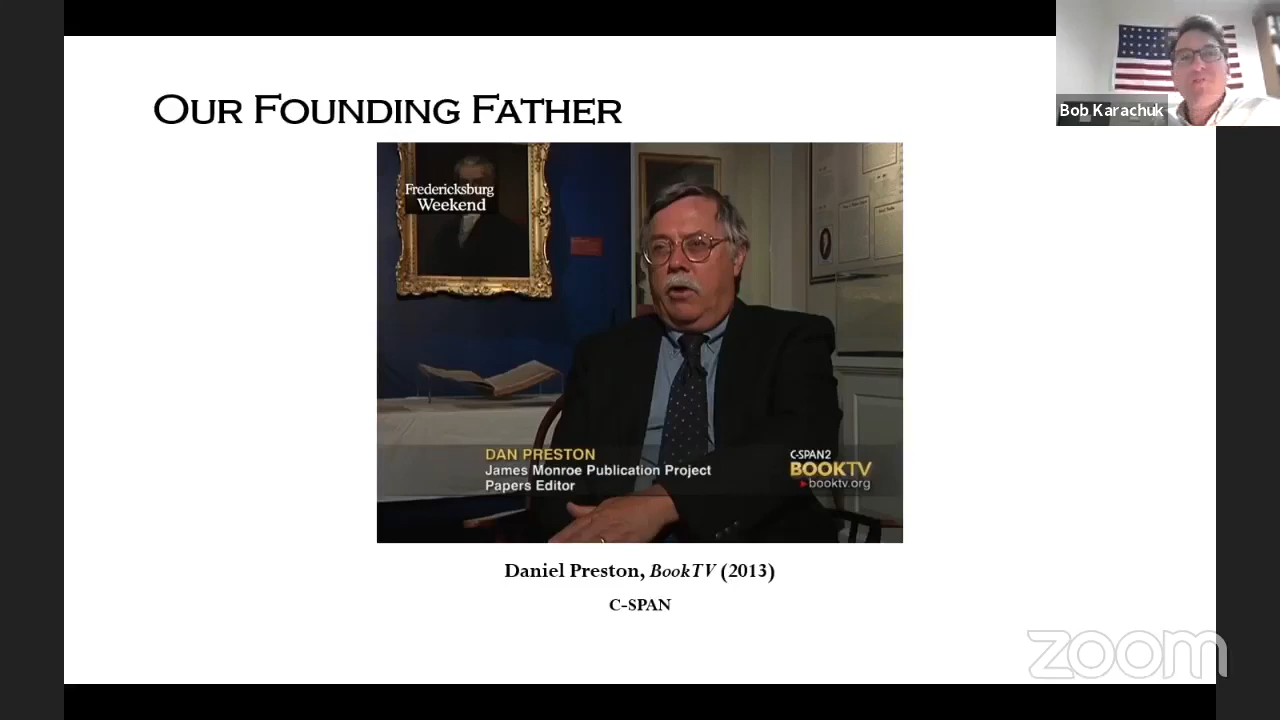 Our Founding Father
Bob Karachuk
Fredericksburg
Weekend
DAN PRESTON
James Monroe Publication Project
Papers Editor
C-SPAN2
BOOKTV
booktv.org
Daniel Preston, BookTV (2013)
C-SPAN
zoom